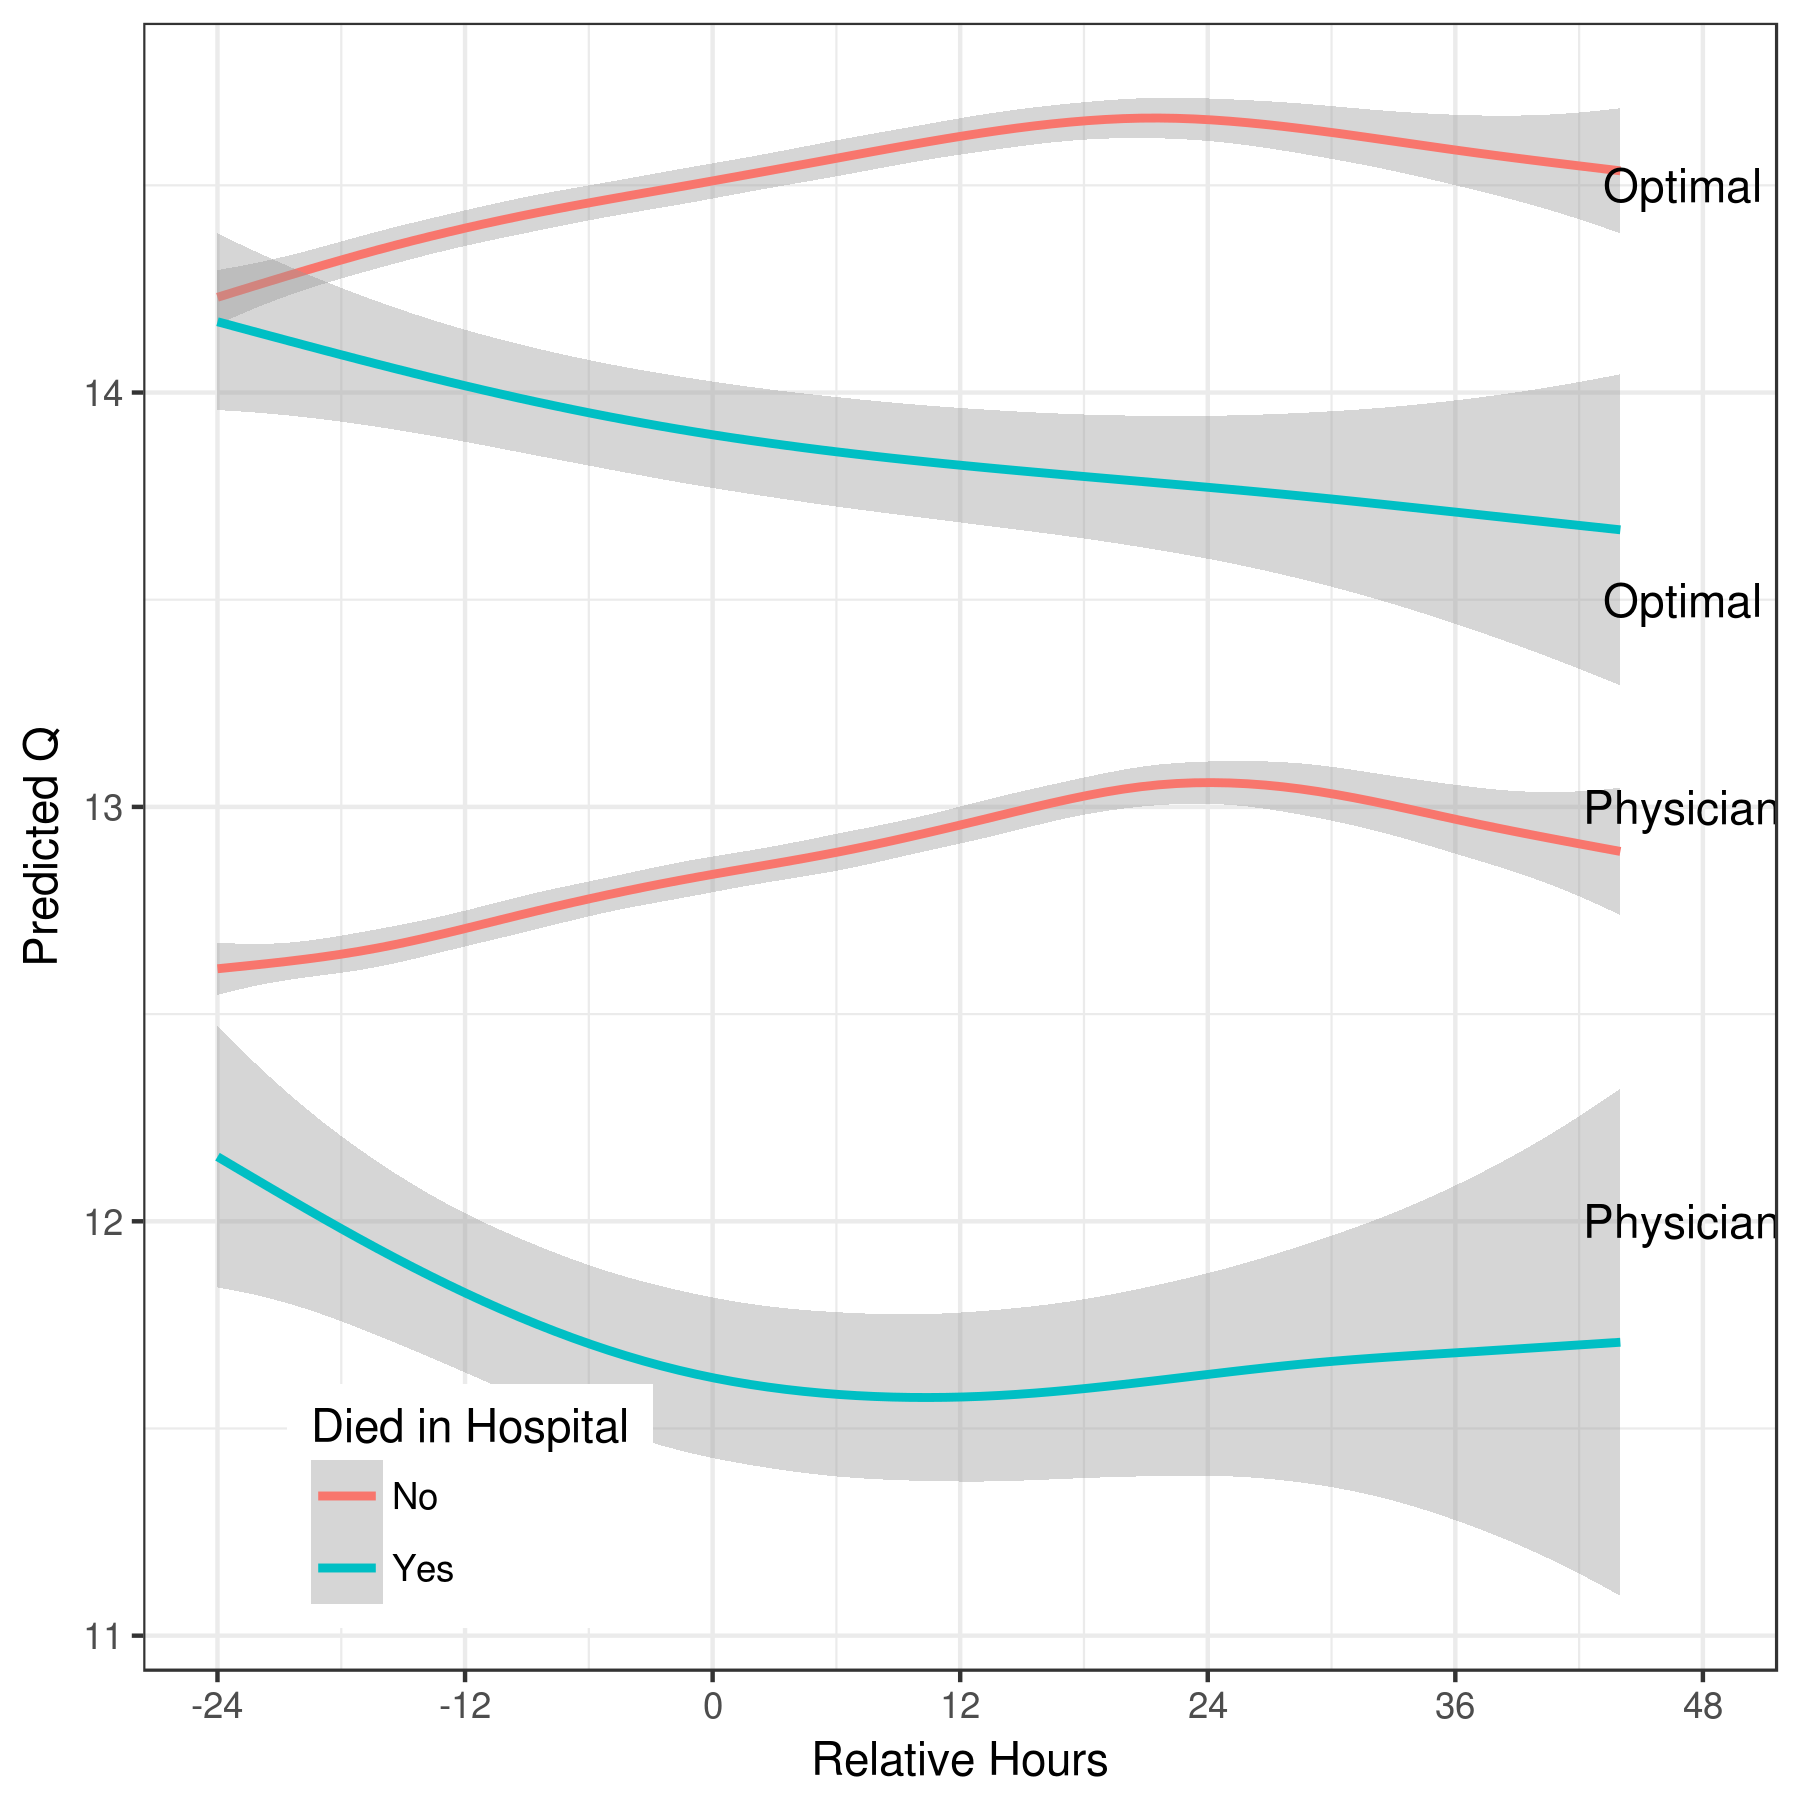 Optimal
14
Optimal
Predicted Q
13
Physician
12
Physician
Died in Hospital
No
Yes
11
-24 -12 0 12 24 36 48
Relative Hours